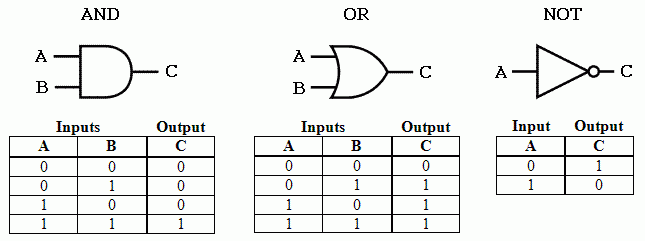 AND OR NOT
A C A C A C
B B
Inputs Output Inputs Output Input Output
A B C A B C A C
0 0 0 0 0 0 0 1
0 1 0 0 1 1 1 0
1 0 0 1 0 1
1 1 1 1 1 1